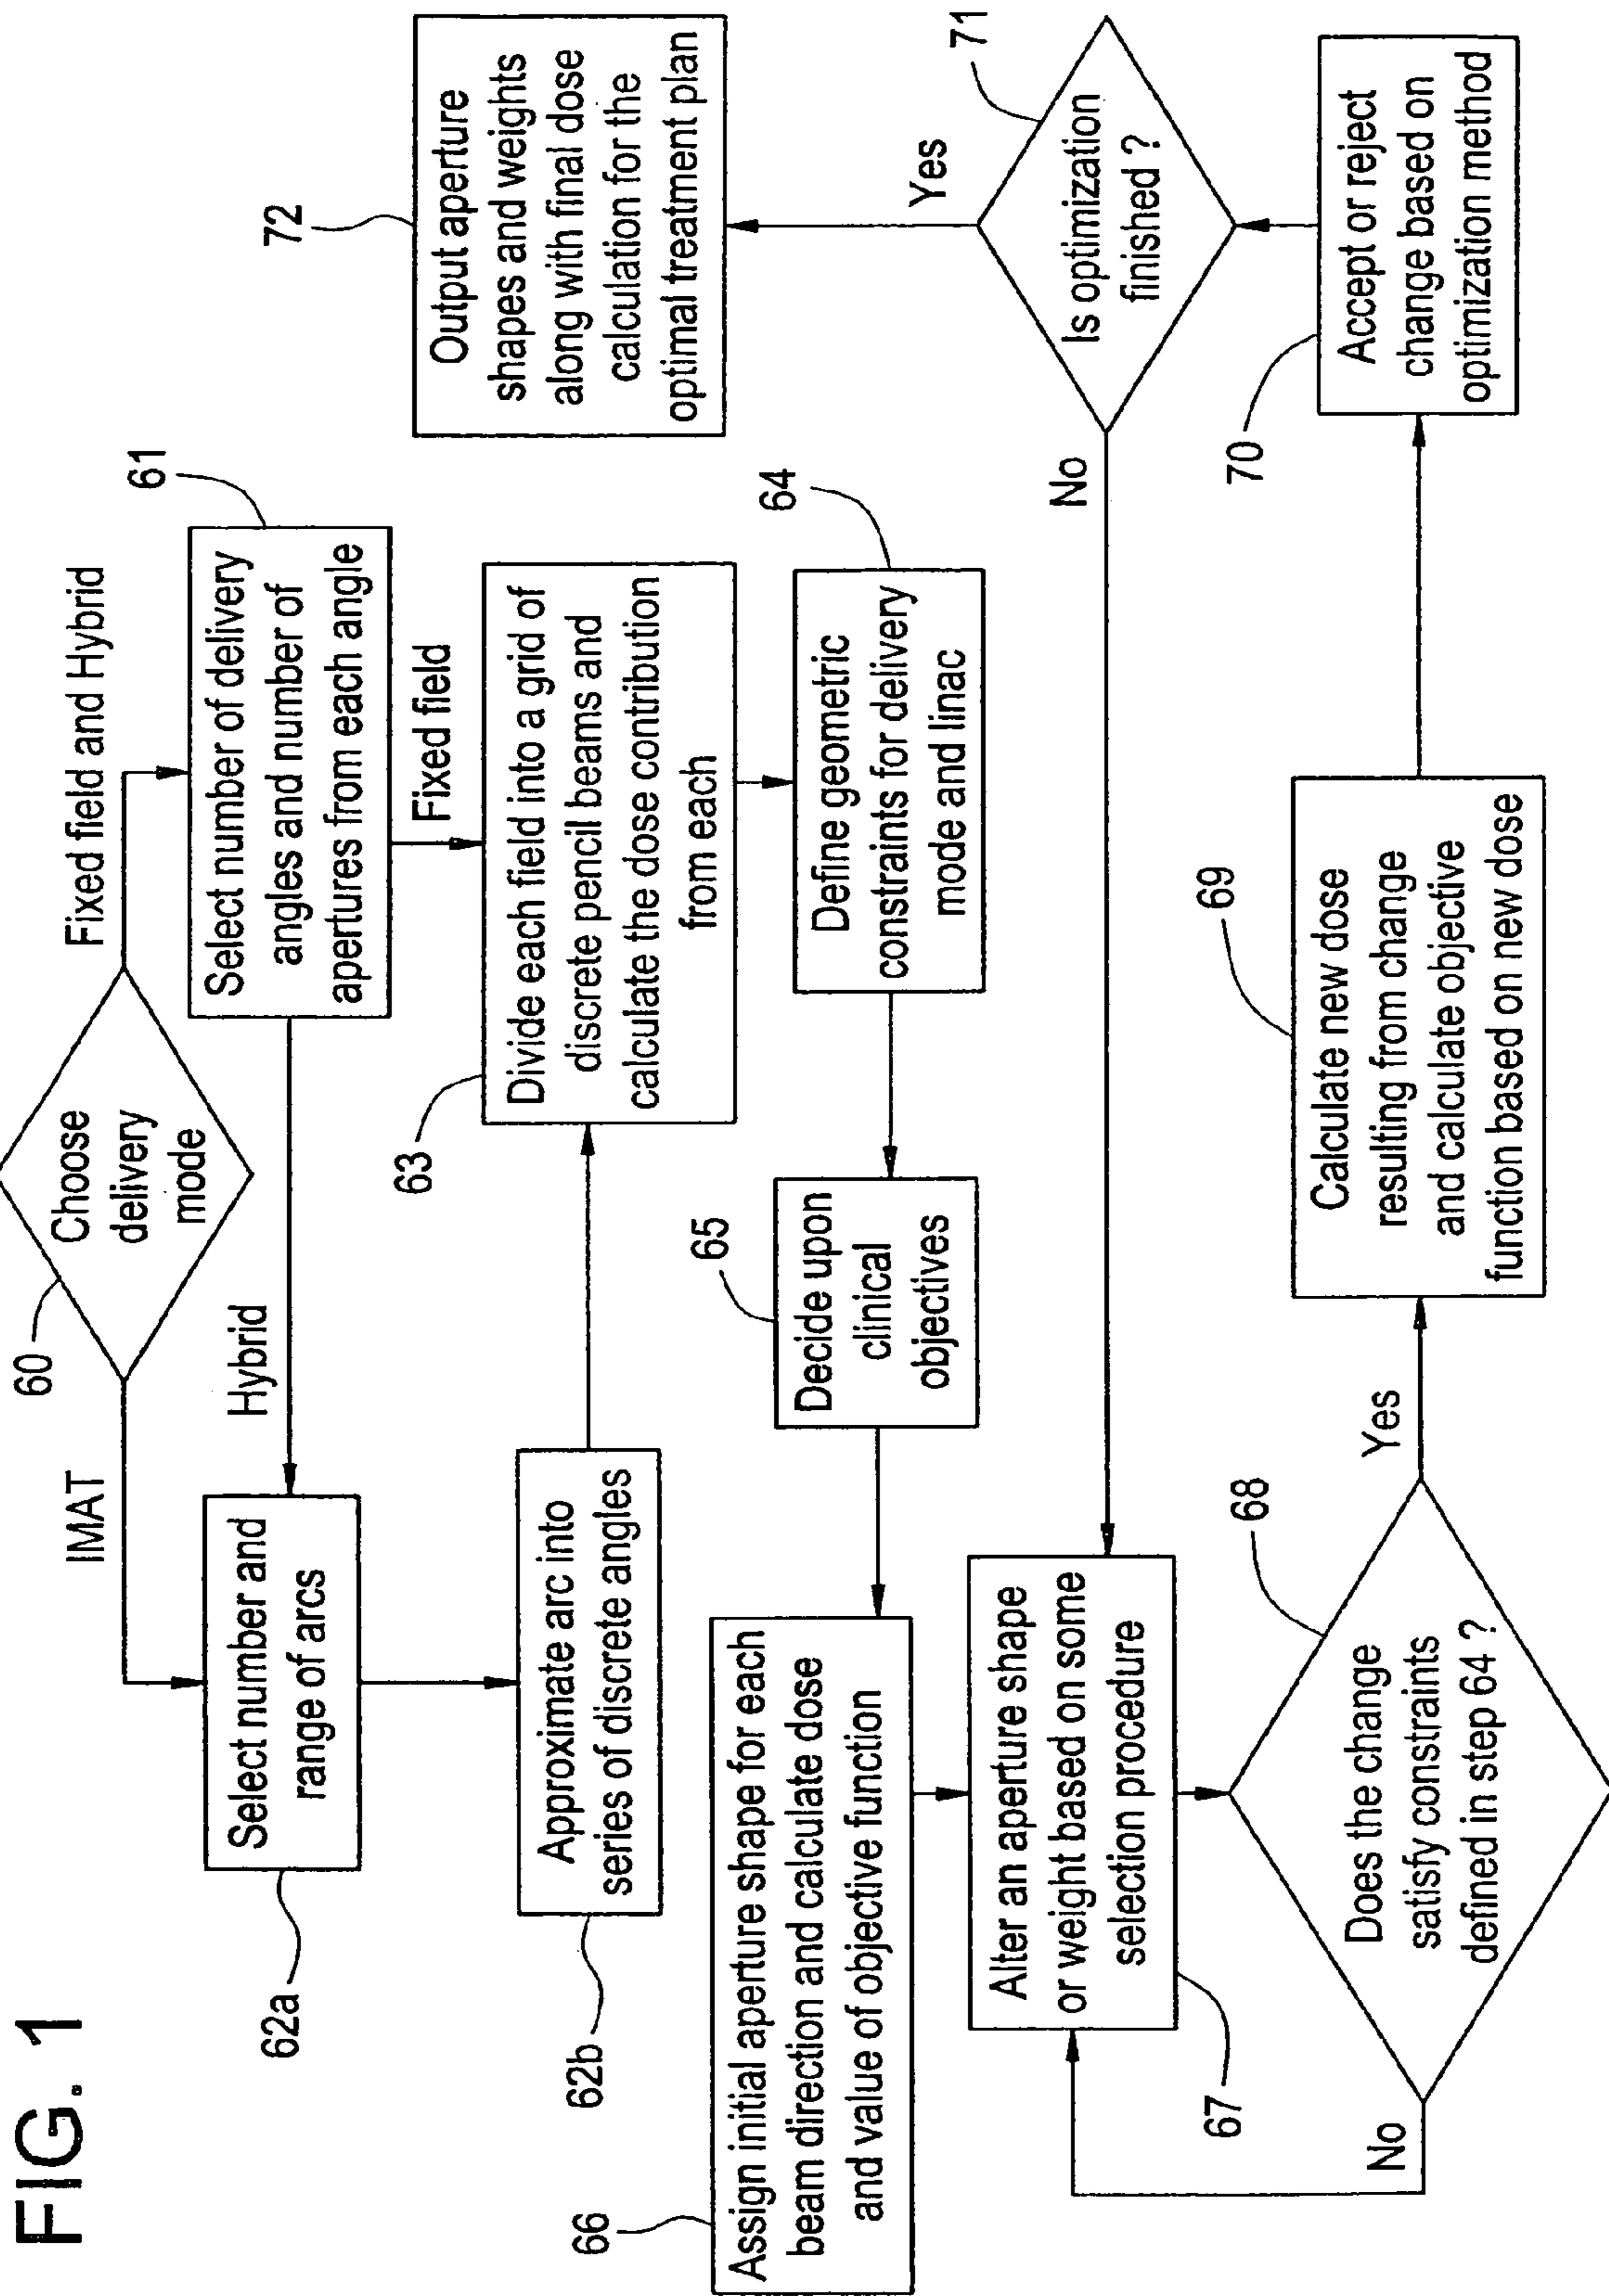 FIG. 1
60
Choose
delivery
mode
IMAT
Fixed field and Hybrid
61
Select number of delivery
angles and number of
apertures from each angle
Hybrid
Fixed field
62a
Select number and
range of arcs
62b
Approximate arc into
series of discrete angles
63
Divide each field into a grid of
discrete pencil beams and
calculate the dose contribution
from each
64
Define geometric
constraints for delivery
mode and linac
65
Decide upon
clinical
objectives
66
Assign initial aperture shape for each
beam direction and calculate dose
and value of objective function
67
Alter an aperture shape
or weight based on some
selection procedure
68
Does the change
satisfy constraints
defined in step 64 ?
No
Yes
69
Calculate new dose
resulting from change
and calculate objective
function based on new dose
70
Accept or reject
change based on
optimization method
71
Is optimization
finished ?
No
Yes
72
Output aperture
shapes and weights
along with final dose
calculation for the
optimal treatment plan